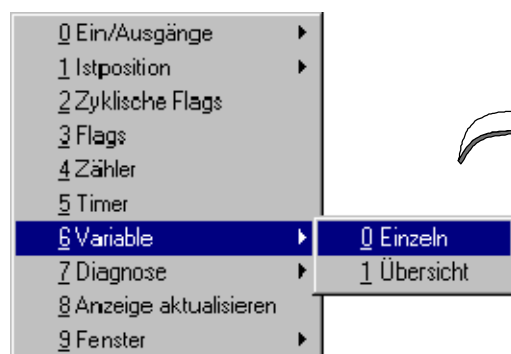 0 Ein/Ausgänge
1 Istposition
2 Zyklische Flags
3 Flags
4 Zähler
5 Timer
6 Variable
0 Einzeln
7 Diagnose
1 Übersicht
8 Anzeige aktualisieren
9 Fenster